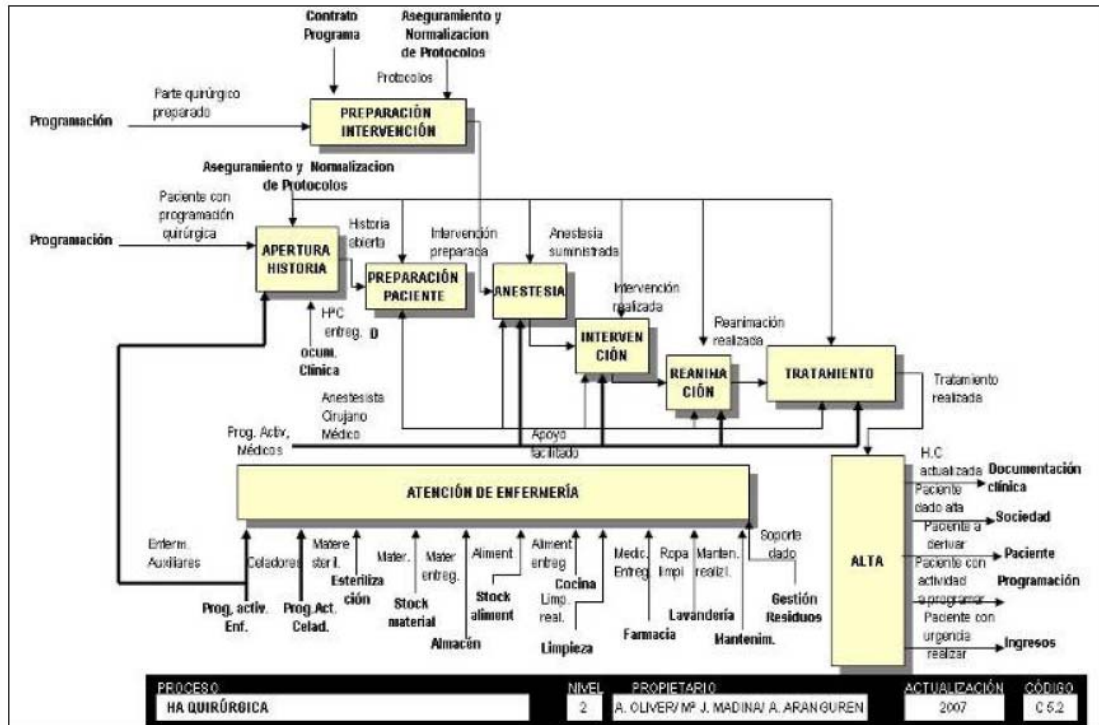 Contrato
Programa
Aseguramiento y
Normalizacion
de Protocolos
Protocolos
Parte quirúrgico
preparado
Programación
PREPARACIÓN
INTERVENCIÓN
Aseguramiento y Normalizacion
de Protocolos
Paciente con
programación
quirúrgica
Programación
APERTURA
HISTORIA
Historia
abierta
Intervención
preparada
Anestesia
suministrada
PREPARACIÓN
PACIENTE
ANESTESIA
HªC
entreg. D
ocum.
Clínica
Intervención
realizada
INTERVEN
CIÓN
Reanimación
realizada
REANIMA
CIÓN
TRATAMIENTO
Tratamiento
realizada
Anestesista
Cirujano
Médico
Prog. Activ,
Médicos
Apoyo
facilitado
ATENCIÓN DE ENFERMERÍA
H.C
actualizada
Documentación
clínica
Paciente
dado alta
Sociedad
ALTA
Paciente a
derivar
Paciente
Paciente con
actividad
a programar
Programación
Paciente con
urgencia
realizar
Ingresos
Enferm.
Auxiliares
Celadores
Matere
steril.
Mater.
Mater
entreg.
Aliment
Aliment
entreg
Limp.
real.
Medic.
Entreg.
Ropa
limpi
Manten.
realizl.
Soporte
dado
Prog, activ.
Enf.
Prog.Act.
Celad.
Esteriliza
ción
Stock
material
Almacén
Stock
aliment
Cocina
Limpieza
Farmacia
Lavandería
Mantenim.
Gestión
Residuos
PROCESO NIVEL PROPIETARIO ACTUALIZACIÓN CÓDIGO
HA QUIRÚRGICA 2 A. OLIVER/ Mª J. MADINA/ A. ARANGUREN 2007 C 5.2